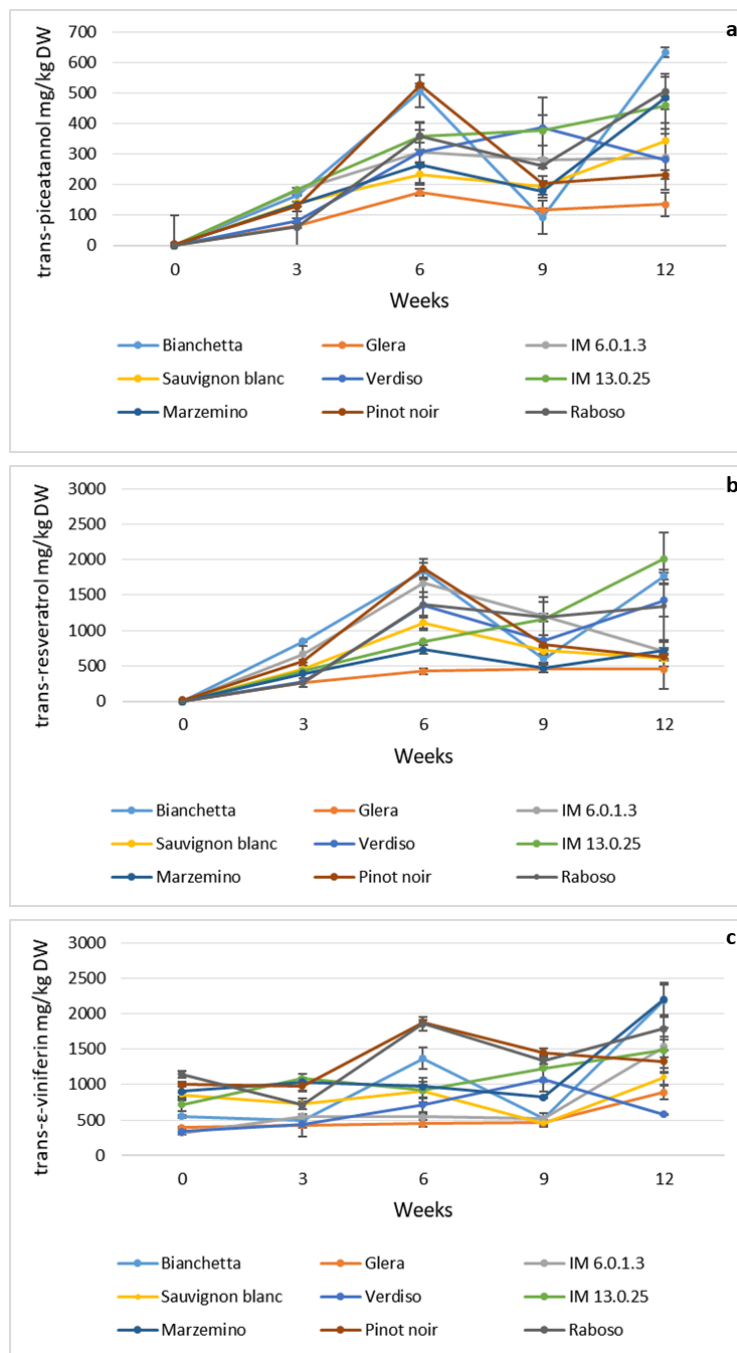 a
trans-piceatannol mg/kg DW
700
600
500
400
300
200
100
0
0 3 6 9 12
Weeks
Bianchetta Glera IM 6.0.1.3
Sauvignon blanc Verdiso IM 13.0.25
Marzemino Pinot noir Raboso
b
trans-resveratrol mg/kg DW
3000
2500
2000
1500
1000
500
0
0 3 6 9 12
Weeks
Bianchetta Glera IM 6.0.1.3
Sauvignon blanc Verdiso IM 13.0.25
Marzemino Pinot noir Raboso
c
trans-ε-viniferin mg/kg DW
3000
2500
2000
1500
1000
500
0
0 3 6 9 12
Weeks
Bianchetta Glera IM 6.0.1.3
Sauvignon blanc Verdiso IM 13.0.25
Marzemino Pinot noir Raboso